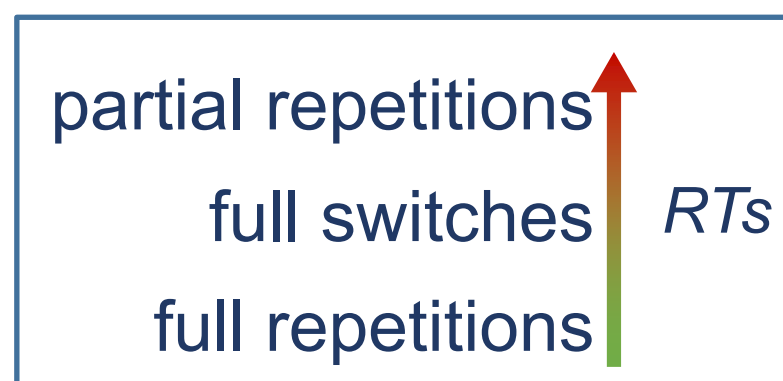 partial repetitions
full switches
RTs
full repetitions